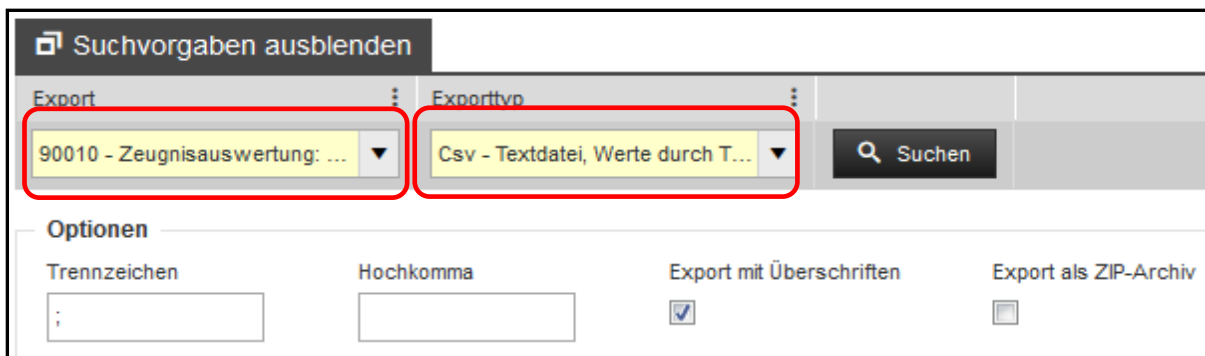 Suchvorgaben ausblenden
Export Exporttyp
90010 - Zeugnisauswertung: ... Csv - Textdatei, Werte durch T... Suchen
Optionen
Trennzeichen Hochkomma Export mit Überschriften Export als ZIP-Archiv
;